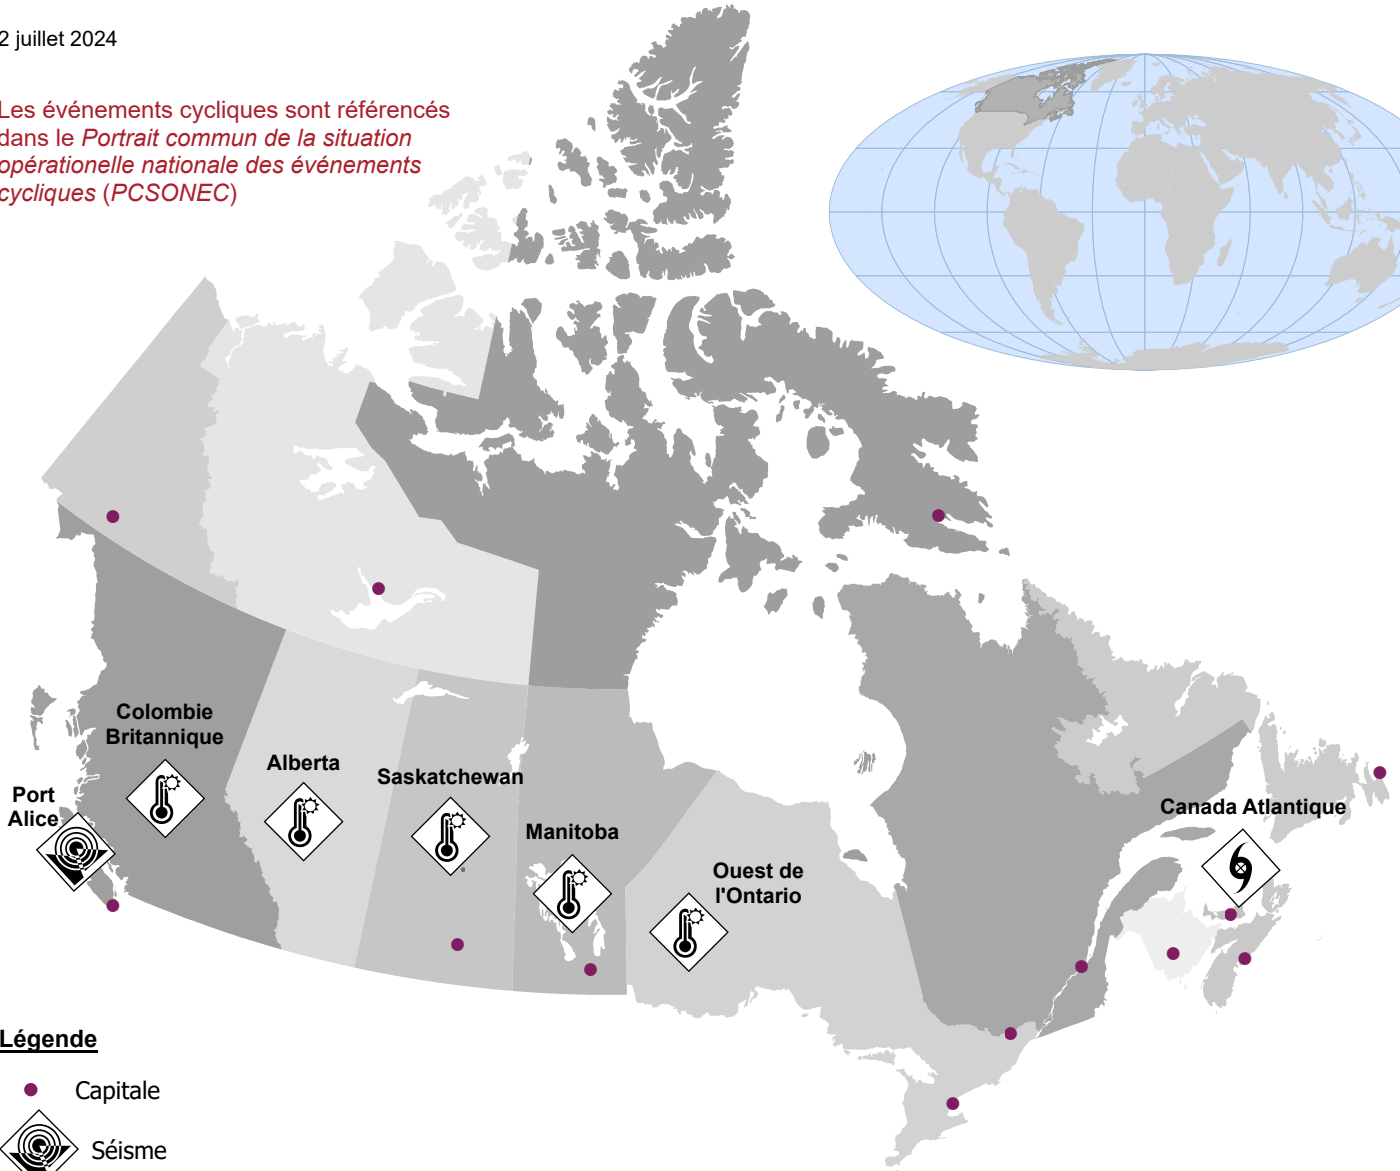 2 juillet 2024
Les événements cycliques sont référencés
dans le Portrait commun de la situation
opérationelle nationale des événements
cycliques (PCSONEC)
Colombie
Britannique
Alberta
Saskatchewan
Port
Alice
Manitoba
Ouest de
l'Ontario
Canada Atlantique
Légende
Capitale
Séisme